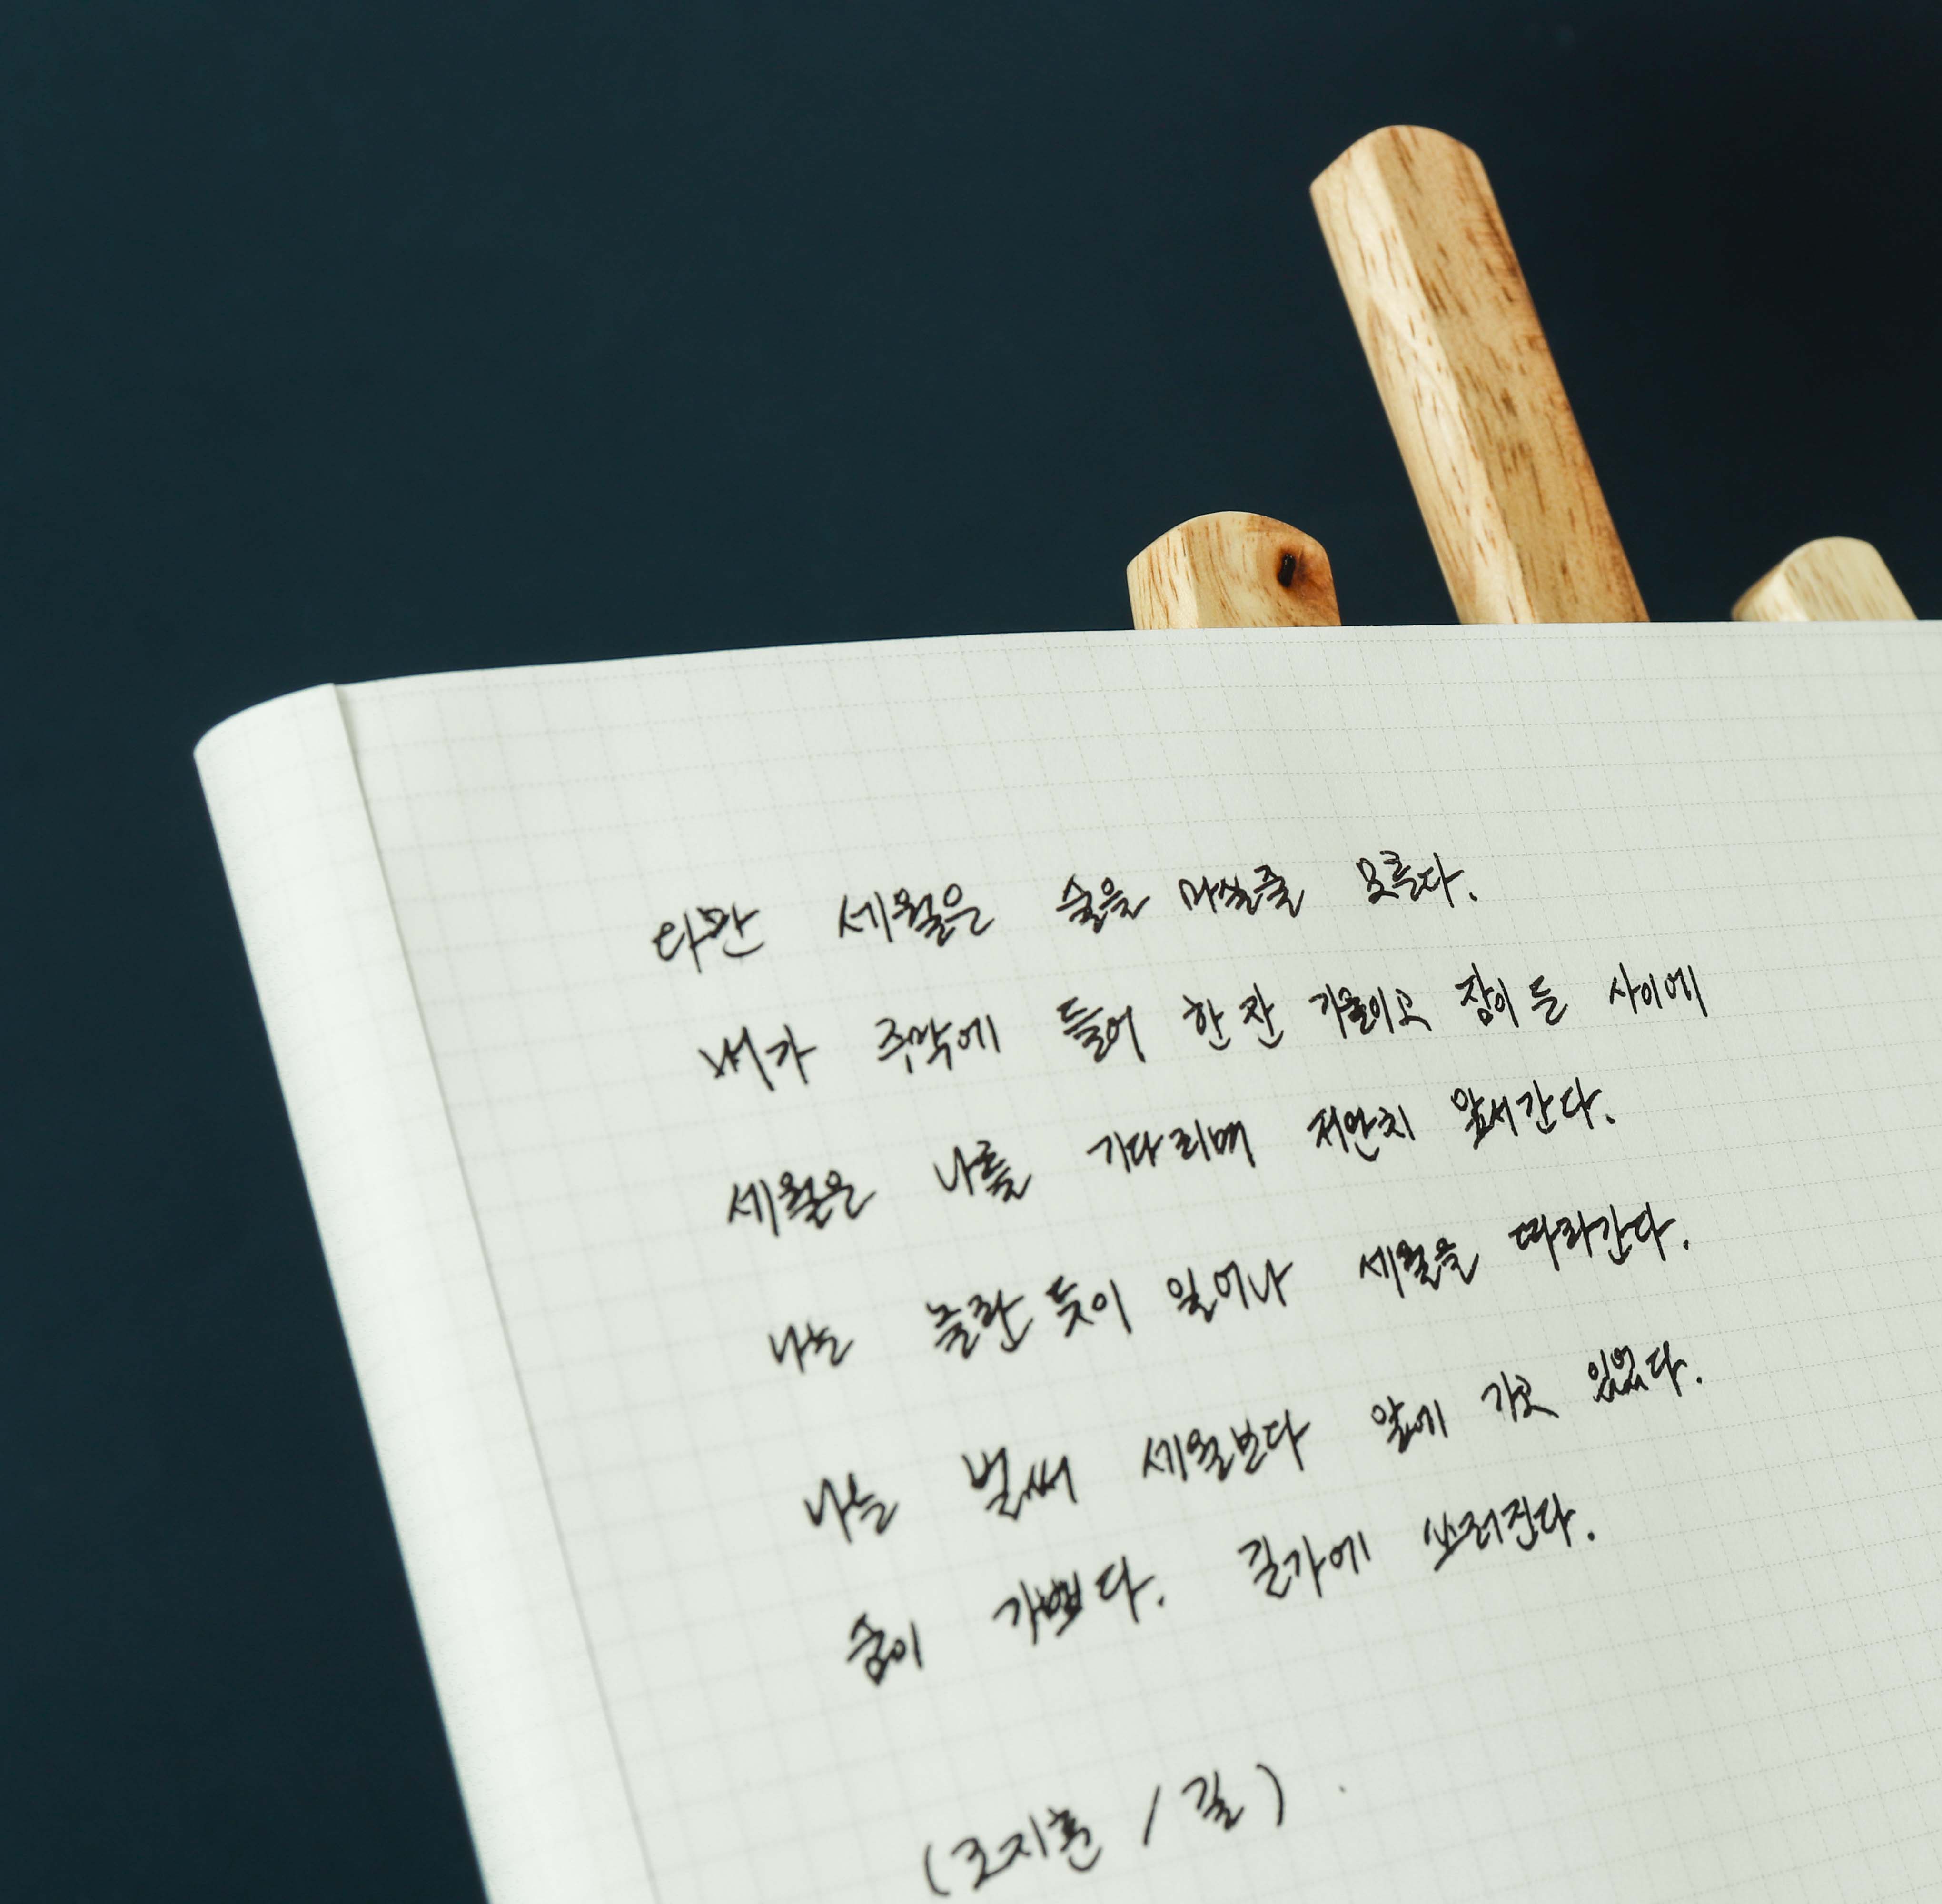 다만 세월은 술을 마실줄 모른다.
내가 주막에 들어 한 잔 기울이고 잠이 든 사이에
세월은 나를 기다리며 저만치 앞서간다.
나는 놀란 듯이 일어나 세월을 따라간다.
나는 벌써 세월보다 앞에 가고 있었다.
숨이 가쁘다. 길가에 쓰러진다.
(조지훈 / 길)